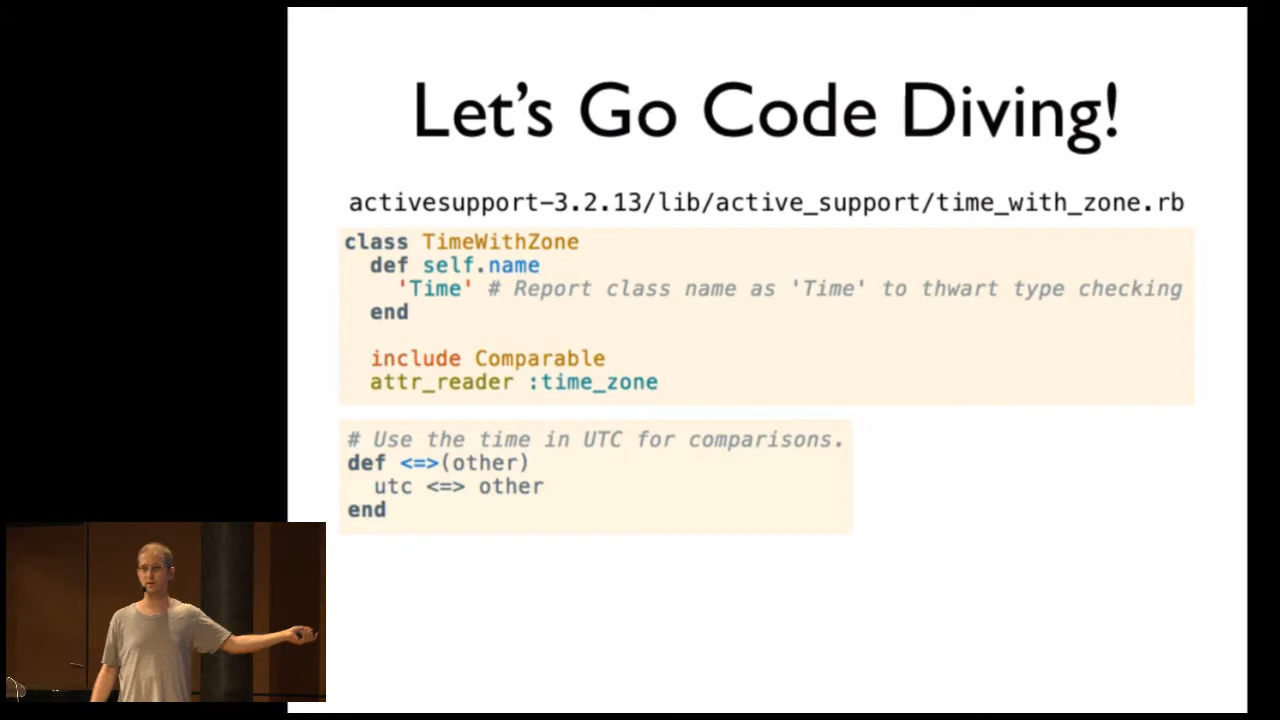 Let's Go Code Diving!
activesupport-3.2.13/lib/active_support/time_with_zone.rb
class TimeWithZone
  def self.name
    'Time' # Report class name as 'Time' to thwart type checking
  end

  include Comparable
  attr_reader :time_zone
# Use the time in UTC for comparisons.
def <=>(other)
  utc <=> other
end